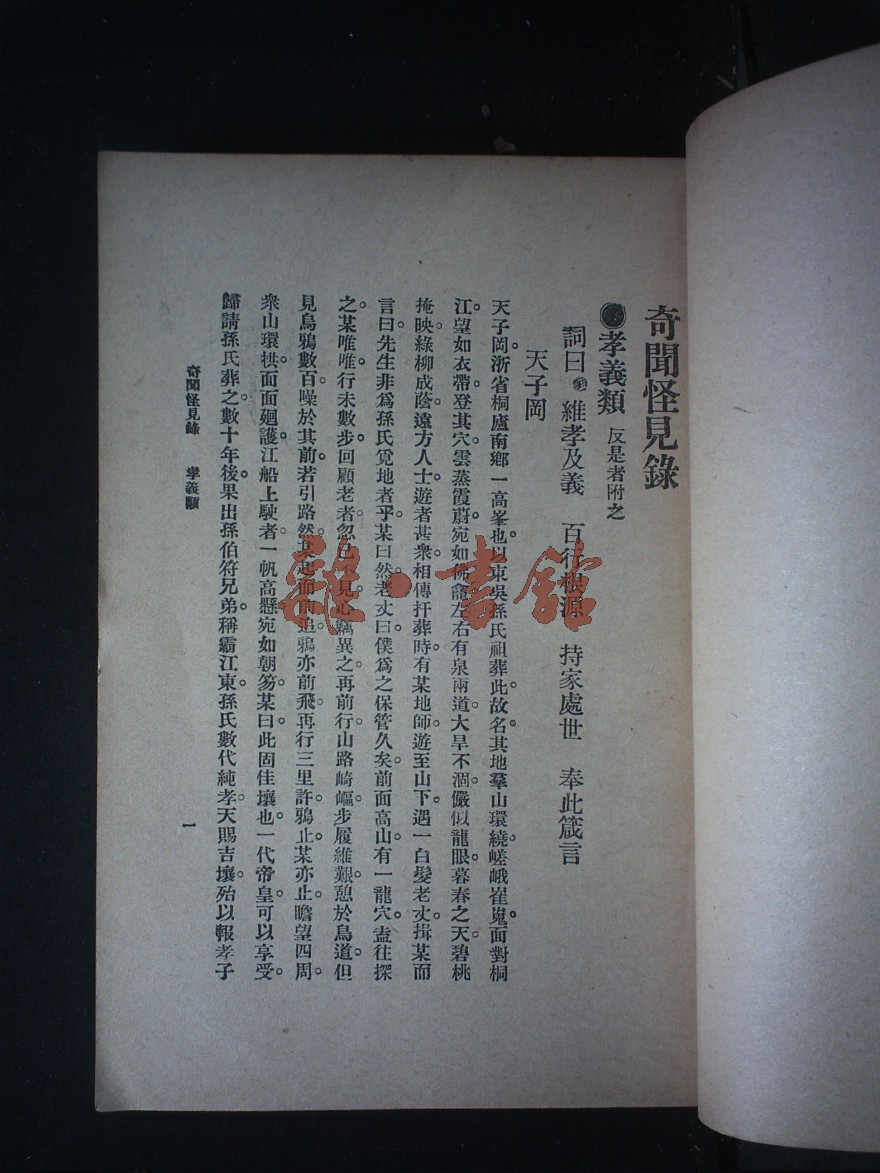 奇聞怪見錄
孝義類 反是者附之
詞曰 維孝及義 百行根源 持家處世 奉此箴言
天子岡
天子岡。浙省桐廬南鄉一高峯也。以東吳孫氏祖葬此。故名。其地羣山環繞。嵯峨崔嵬。面對桐
江。望如衣帶。登其穴。雲蒸霞蔚。宛如佛龕。左右有泉兩道。大旱不涸。儼似龍眼。暮春之天。碧桃
掩映。綠柳成蔭。遠方人士遊者甚衆。相傳扞葬時。有某地師遊至山下。遇一白髮老丈。揖某而
言曰。先生非爲孫氏覓地者乎。某曰然。老丈曰。僕爲之保管久矣。前面高山有一龍穴。盍往探
之。某唯唯。行未數步。回顧老者。忽已不見。心竊異之。再前行。山路崎嶇。步履維艱。憩於鳥道。但
見烏鴉數百噪於其前。若引路然。某起而前追。鴉亦前飛。再行三里許。鴉止。某亦止。瞻望四周。
衆山環拱。面面廻護。江船上駛者。一帆高懸。宛如朝笏。某曰。此固佳壤也。一代帝皇。可以享受。
歸請孫氏葬之。數十年後。果出孫伯符兄弟。稱霸江東。孫氏數代純孝。天賜吉壤。殆以報孝子
奇聞怪見錄 孝義類
一
雜·書館